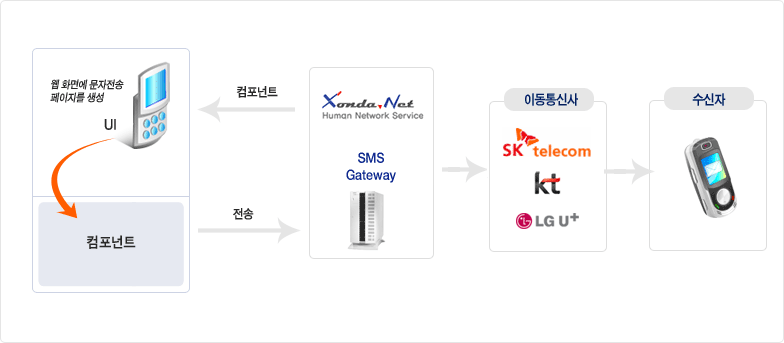 웹 화면에 문자전송
페이지를 생성
UI
컴포넌트
컴포넌트
전송
Xonda.Net
Human Network Service
SMS
Gateway
이동통신사
SK telecom
kt
LG U+
수신자